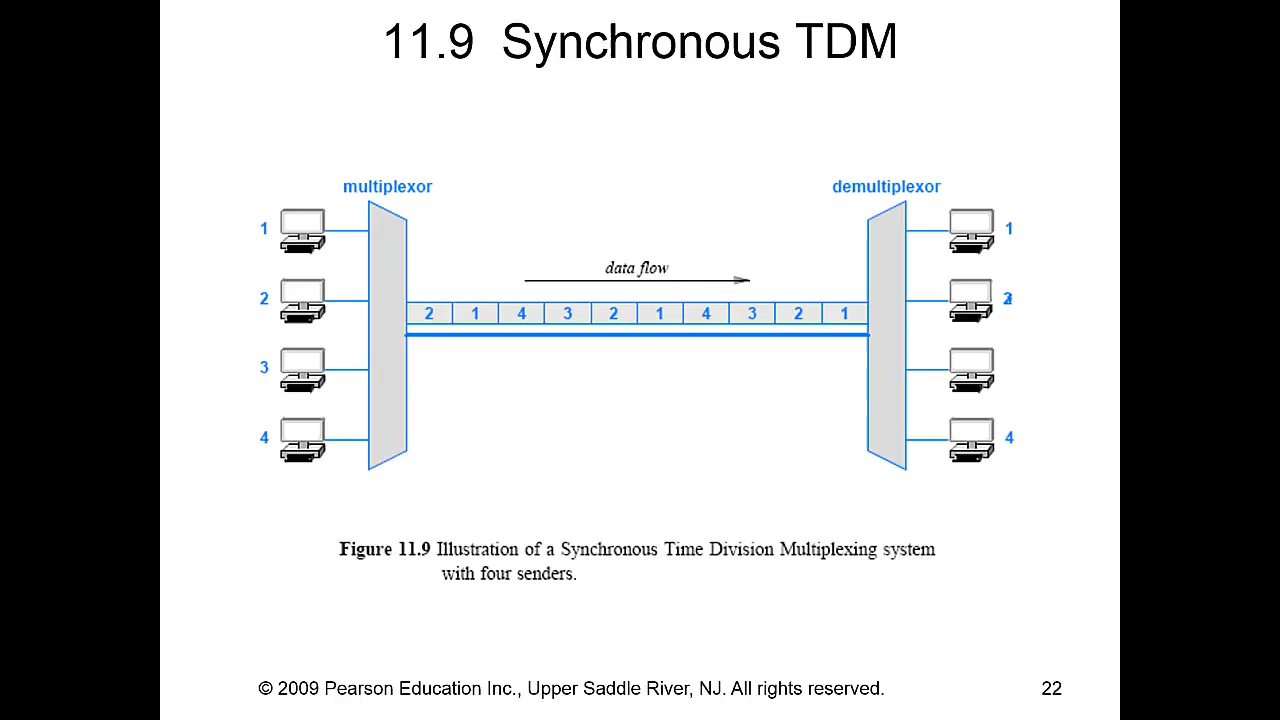 11.9 Synchronous TDM
multiplexor
demultiplexor
1
1
data flow
2
2
2 1 4 3 2 1 4 3 2 1
3
4
4
Figure 11.9 Illustration of a Synchronous Time Division Multiplexing system
with four senders.
© 2009 Pearson Education Inc., Upper Saddle River, NJ. All rights reserved.
22